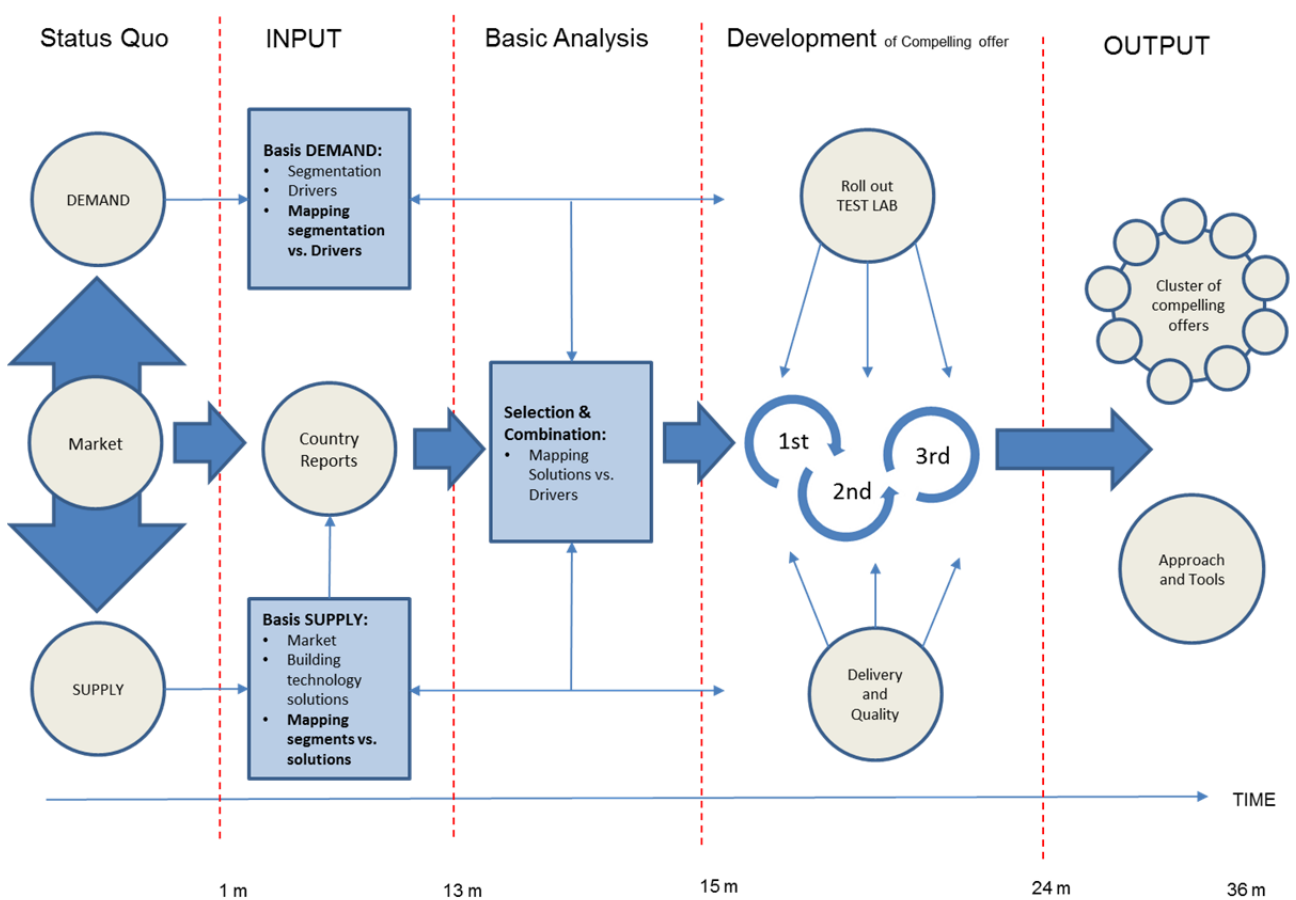 Status Quo
INPUT
Basic Analysis
Development of Compelling offer
OUTPUT
DEMAND
Basis DEMAND:
• Segmentation
• Drivers
• Mapping
segmentation
vs. Drivers
Roll out
TEST LAB
Cluster of
compelling
offers
Market
Country
Reports
Selection &
Combination:
• Mapping
Solutions vs.
Drivers
1st
2nd
3rd
Approach
and Tools
SUPPLY
Basis SUPPLY:
• Market
• Building
technology
solutions
• Mapping
segments vs.
solutions
Delivery
and
Quality
TIME
1 m
13 m
15 m
24 m
36 m